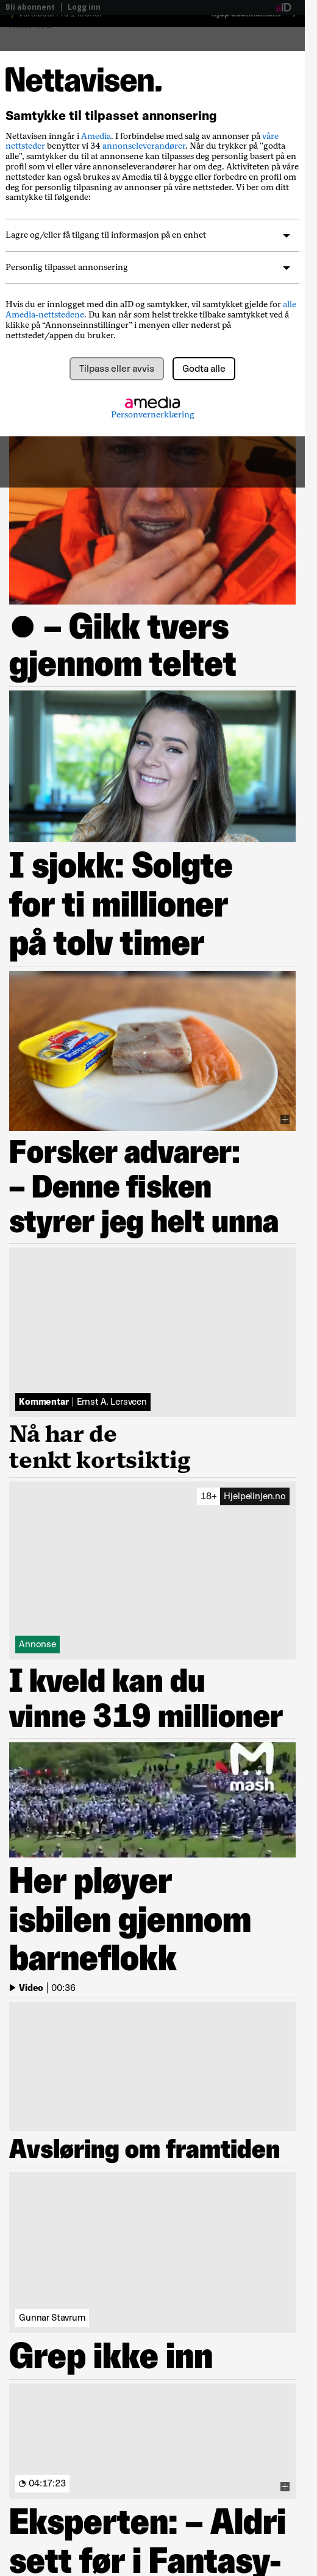 Bli abonnent | Logg inn
aID
Nettavisen.
Samtykke til tilpasset annonsering
Nettavisen inngår i Amedia. I forbindelse med salg av annonser på våre
nettsteder benytter vi 34 annonseleverandører. Når du trykker på "godta
alle", samtykker du til at annonsene kan tilpasses deg personlig basert på en
profil som vi eller våre annonseleverandører har om deg. Aktiviteten på våre
nettsteder kan også brukes av Amedia til å bygge eller forbedre en profil om
deg for personlig tilpasning av annonser på våre nettsteder. Vi ber om ditt
samtykke til følgende:
Lagre og/eller få tilgang til informasjon på en enhet
Personlig tilpasset annonsering
Hvis du er innlogget med din aID og samtykker, vil samtykket gjelde for alle
Amedia-nettstedene. Du kan når som helst trekke tilbake samtykket ved å
klikke på “Annonseinnstillinger” i menyen eller nederst på
nettstedet/appen du bruker.
Tilpass eller avvis
Godta alle
amedia
Personvernerklæring
● – Gikk tvers
gjennom teltet
I sjokk: Solgte
for ti millioner
på tolv timer
Forsker advarer:
– Denne fisken
styrer jeg helt unna
Kommentar | Ernst A. Lersveen
Nå har de
tenkt kortsiktig
18+ Hjelpelinjen.no
Annonse
I kveld kan du
vinne 319 millioner
mash
Her pløyer
isbilen gjennom
barneflokk
Video | 00:36
Avsløring om framtiden
Gunnar Stavrum
Grep ikke inn
04:17:23
Eksperten: – Aldri
sett før i Fantasy-